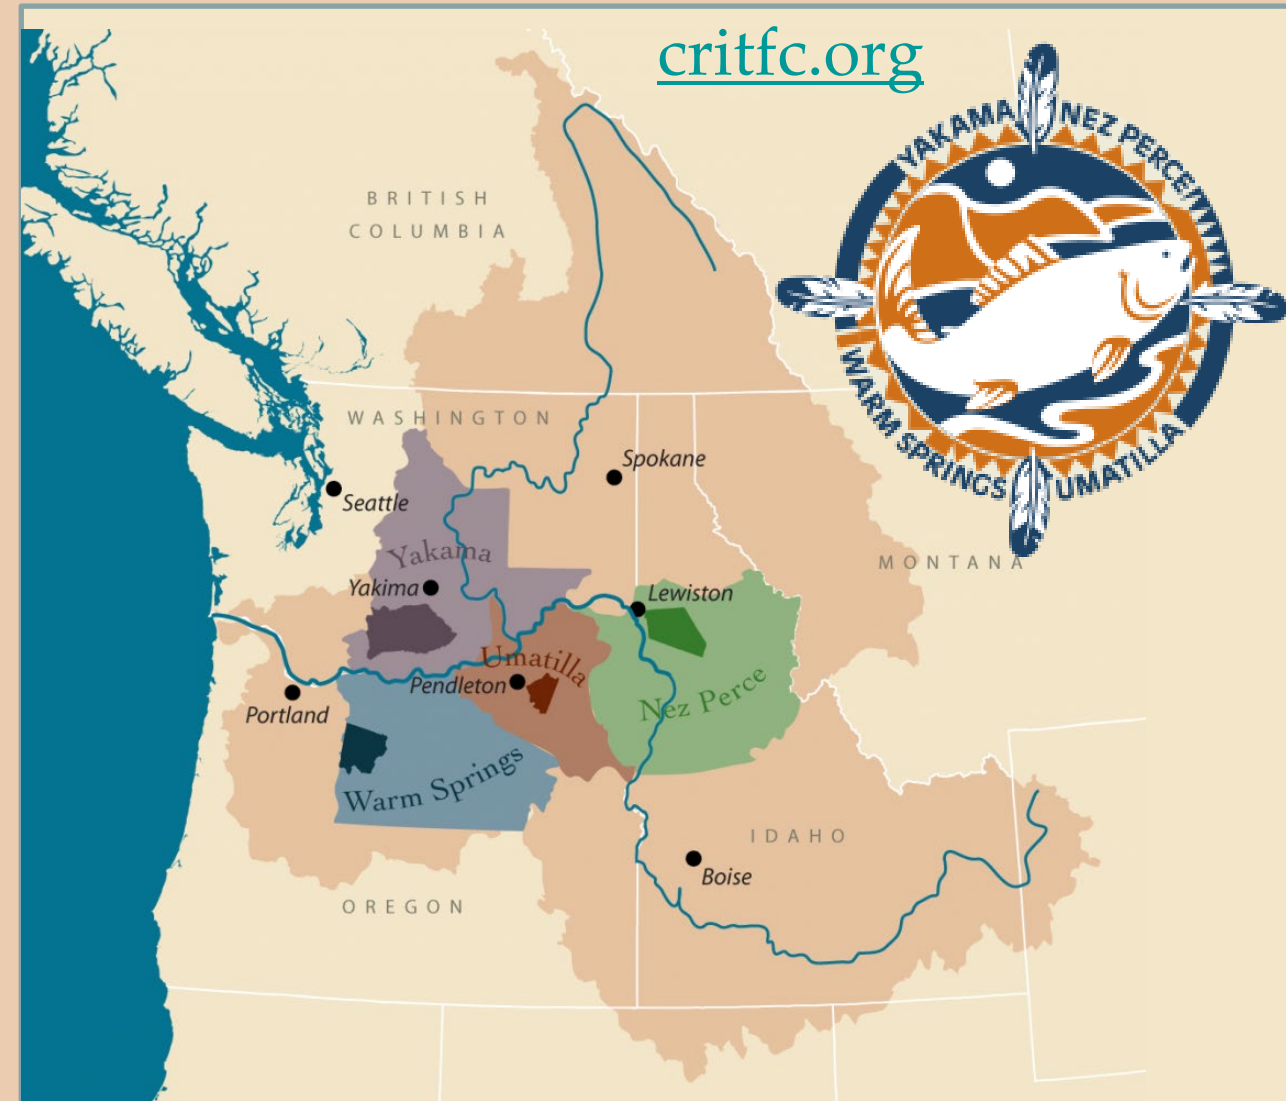 critfc.org
YAKAMA
NEZ PERCE
WARM SPRINGS
UMATILLA
BRITISH
COLUMBIA
WASHINGTON
Spokane
Seattle
Yakama
MONTANA
Yakima
Lewiston
Umatilla
Pendleton
Nez Perce
Portland
Warm Springs
IDAHO
Boise
OREGON